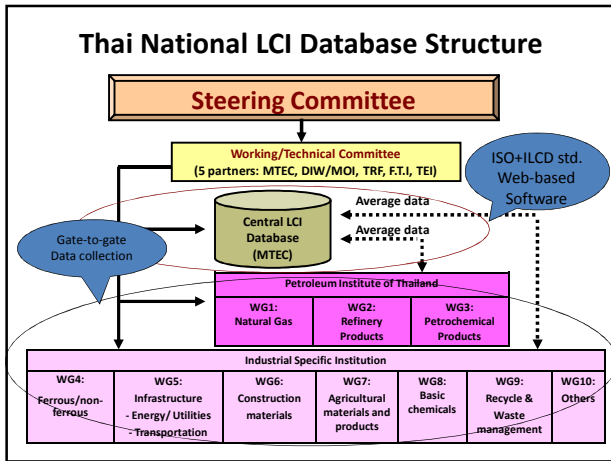 Thai National LCI Database Structure
Steering Committee
Working/Technical Committee
(5 partners: MTEC, DIW/MOI, TRF, F.T.I, TEI)
ISO+ILCD std.
Web-based
Software
Average data
Central LCI
Database
(MTEC)
Average data
Gate-to-gate
Data collection
Petroleum Institute of Thailand
WG1:
Natural Gas
WG2:
Refinery
Products
WG3:
Petrochemical
Products
Industrial Specific Institution
WG4:
Ferrous/non-
ferrous
WG5:
Infrastructure
- Energy/ Utilities
- Transportation
WG6:
Construction
materials
WG7:
Agricultural
materials and
products
WG8:
Basic
chemicals
WG9:
Recycle &
Waste
management
WG10:
Others